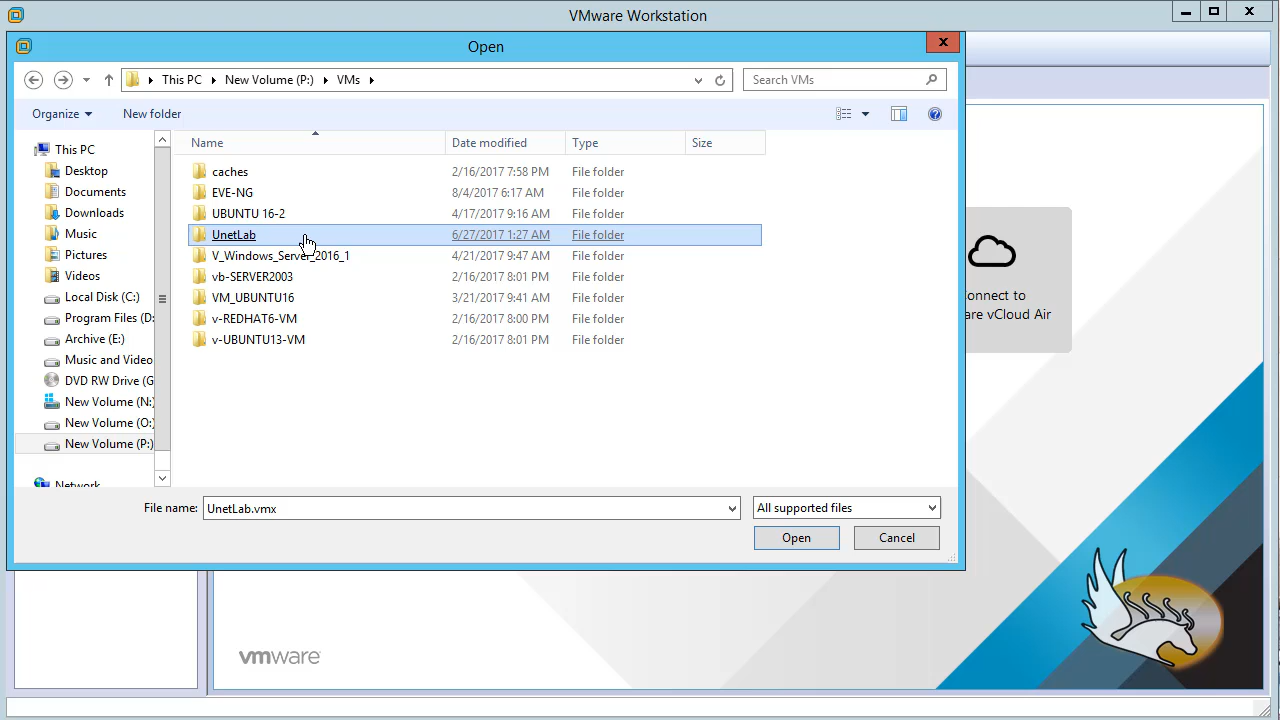 VMware Workstation
Open
This PC New Volume (P:) VMs
Search VMs
Organize New folder
Name Date modified Type Size
This PC
Desktop
Documents
Downloads
Music
Pictures
Videos
Local Disk (C:)
Program Files (D:
Archive (E:)
Music and Video
DVD RW Drive (G
New Volume (N:)
New Volume (O:)
New Volume (P:)
Network
caches 2/16/2017 7:58 PM File folder
EVE-NG 8/4/2017 6:17 AM File folder
UBUNTU 16-2 4/17/2017 9:16 AM File folder
UnetLab 6/27/2017 1:27 AM File folder
V_Windows_Server_2016_1 4/21/2017 9:47 AM File folder
vb-SERVER2003 2/16/2017 8:01 PM File folder
VM_UBUNTU16 3/21/2017 9:41 AM File folder
v-REDHAT6-VM 2/16/2017 8:00 PM File folder
v-UBUNTU13-VM 2/16/2017 8:01 PM File folder
File name: UnetLab.vmx All supported files
Open Cancel
onnect to
are vCloud Air
vmware